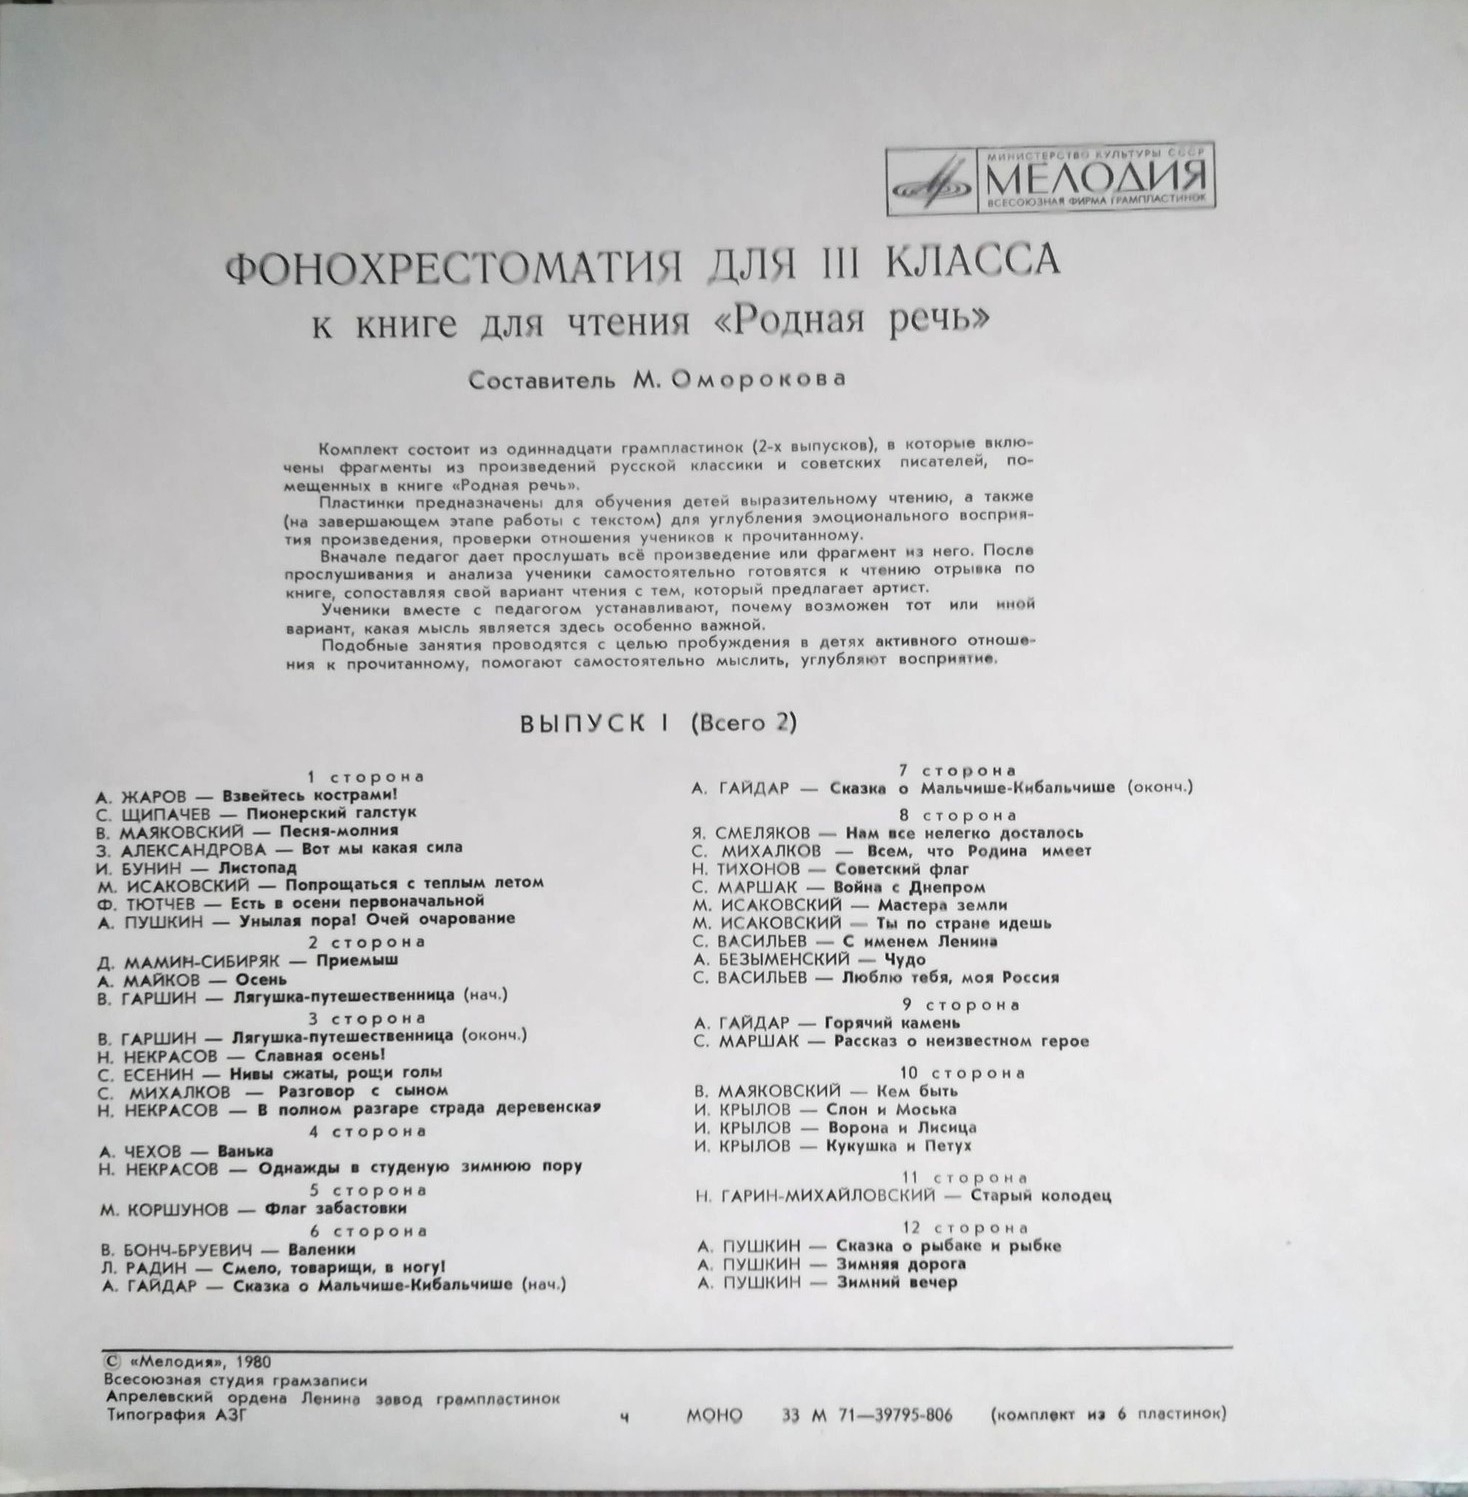 МИНИСТЕРСТВО КУЛЬТУРЫ СССР
МЕЛОДИЯ
ВСЕСОЮЗНАЯ ФИРМА ГРАМПЛАСТИНОК
ФОНОХРЕСТОМАТИЯ ДЛЯ III КЛАССА
к книге для чтения «Родная речь»
Составитель М. Оморокова
Комплект состоит из одиннадцати грампластинок (2-х выпусков), в которые вклю-
чены фрагменты из произведений русской классики и советских писателей, по-
мещенных в книге «Родная речь».
Пластинки предназначены для обучения детей выразительному чтению, а также
(на завершающем этапе работы с текстом) для углубления эмоционального восприя-
тия произведения, проверки отношения учеников к прочитанному.
Вначале педагог дает прослушать всё произведение или фрагмент из него. После
прослушивания и анализа ученики самостоятельно готовятся к чтению отрывка по
книге, сопоставляя свой вариант чтения с тем, который предлагает артист.
Ученики вместе с педагогом устанавливают, почему возможен тот или иной
вариант, какая мысль является здесь особенно важной.
Подобные занятия проводятся с целью пробуждения в детях активного отноше-
ния к прочитанному, помогают самостоятельно мыслить, углубляют восприятие.
ВЫПУСК I (Всего 2)
1 сторона
А. ЖАРОВ — Взвейтесь кострами!
С. ЩИПАЧЕВ — Пионерский галстук
В. МАЯКОВСКИЙ — Песня-молния
З. АЛЕКСАНДРОВА — Вот мы какая сила
И. БУНИН — Листопад
М. ИСАКОВСКИЙ — Попрощаться с теплым летом
Ф. ТЮТЧЕВ — Есть в осени первоначальной
А. ПУШКИН — Унылая пора! Очей очарование
2 сторона
Д. МАМИН-СИБИРЯК — Приемыш
А. МАЙКОВ — Осень
В. ГАРШИН — Лягушка-путешественница (нач.)
3 сторона
В. ГАРШИН — Лягушка-путешественница (оконч.)
Н. НЕКРАСОВ — Славная осень!
С. ЕСЕНИН — Нивы сжаты, рощи голы
С. МИХАЛКОВ — Разговор с сыном
Н. НЕКРАСОВ — В полном разгаре страда деревенская
4 сторона
А. ЧЕХОВ — Ванька
Н. НЕКРАСОВ — Однажды в студеную зимнюю пору
5 сторона
М. КОРШУНОВ — Флаг забастовки
6 сторона
В. БОНЧ-БРУЕВИЧ — Валенки
Л. РАДИН — Смело, товарищи, в ногу!
А. ГАЙДАР — Сказка о Мальчише-Кибальчише (нач.)
7 сторона
А. ГАЙДАР — Сказка о Мальчише-Кибальчише (оконч.)
8 сторона
Я. СМЕЛЯКОВ — Нам все нелегко досталось
С. МИХАЛКОВ — Всем, что Родина имеет
Н. ТИХОНОВ — Советский флаг
С. МАРШАК — Война с Днепром
М. ИСАКОВСКИЙ — Мастера земли
М. ИСАКОВСКИЙ — Ты по стране идешь
С. ВАСИЛЬЕВ — С именем Ленина
А. БЕЗЫМЕНСКИЙ — Чудо
С. ВАСИЛЬЕВ — Люблю тебя, моя Россия
9 сторона
А. ГАЙДАР — Горячий камень
С. МАРШАК — Рассказ о неизвестном герое
10 сторона
В. МАЯКОВСКИЙ — Кем быть
И. КРЫЛОВ — Слон и Моська
И. КРЫЛОВ — Ворона и Лисица
И. КРЫЛОВ — Кукушка и Петух
11 сторона
Н. ГАРИН-МИХАЙЛОВСКИЙ — Старый колодец
12 сторона
А. ПУШКИН — Сказка о рыбаке и рыбке
А. ПУШКИН — Зимняя дорога
А. ПУШКИН — Зимний вечер
© «Мелодия», 1980
Всесоюзная студия грамзаписи
Апрелевский ордена Ленина завод грампластинок
Типография АЗГ ч МОНО 33 М 71—39795-806 (комплект из 6 пластинок)